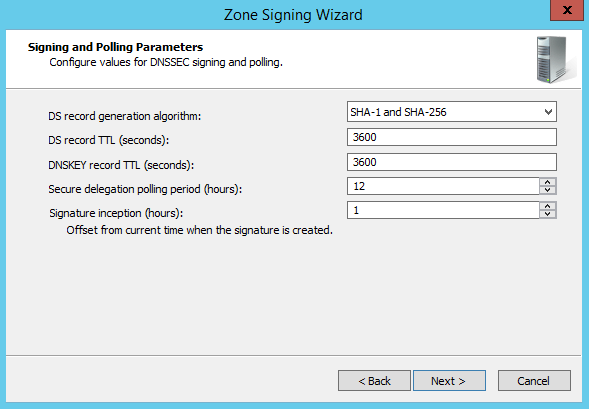 Zone Signing Wizard
x
Signing and Polling Parameters
Configure values for DNSSEC signing and polling.
DS record generation algorithm: SHA-1 and SHA-256
DS record TTL (seconds): 3600
DNSKEY record TTL (seconds): 3600
Secure delegation polling period (hours): 12
Signature inception (hours): 1
Offset from current time when the signature is created.
< Back Next > Cancel